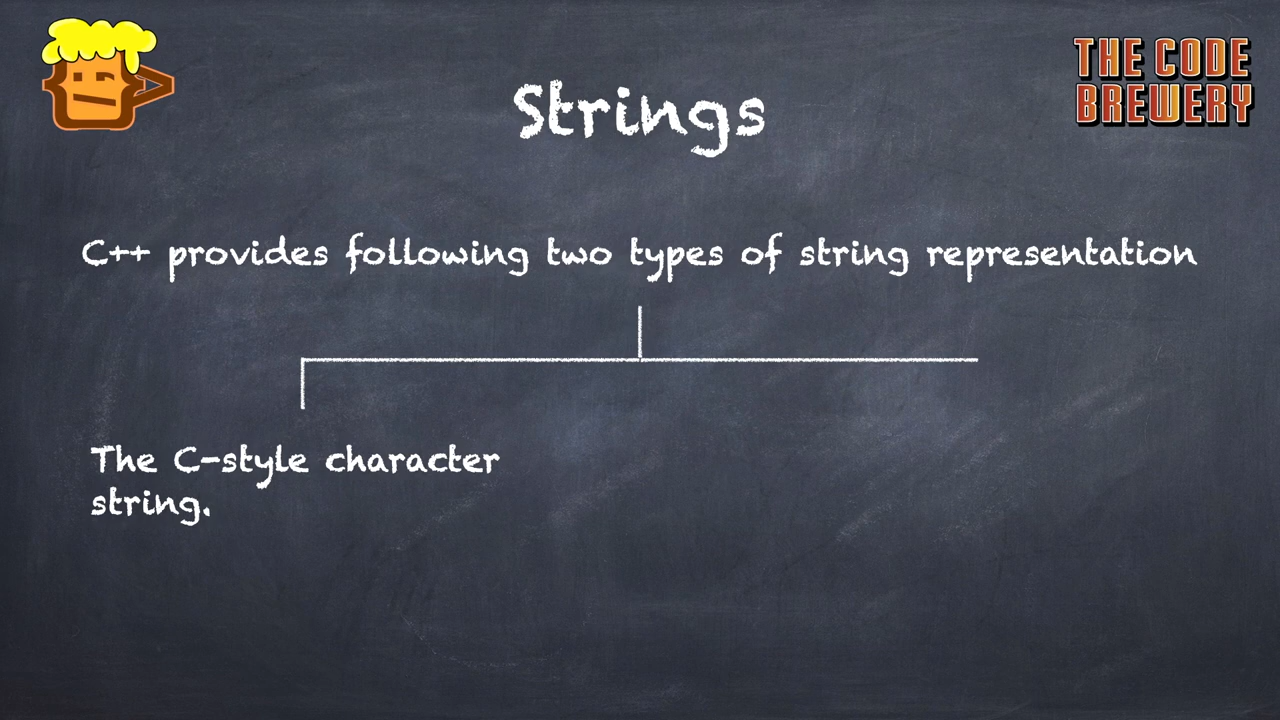 THE CODE
BREWERY
Strings
C++ provides following two types of string representation
The C-style character
string.